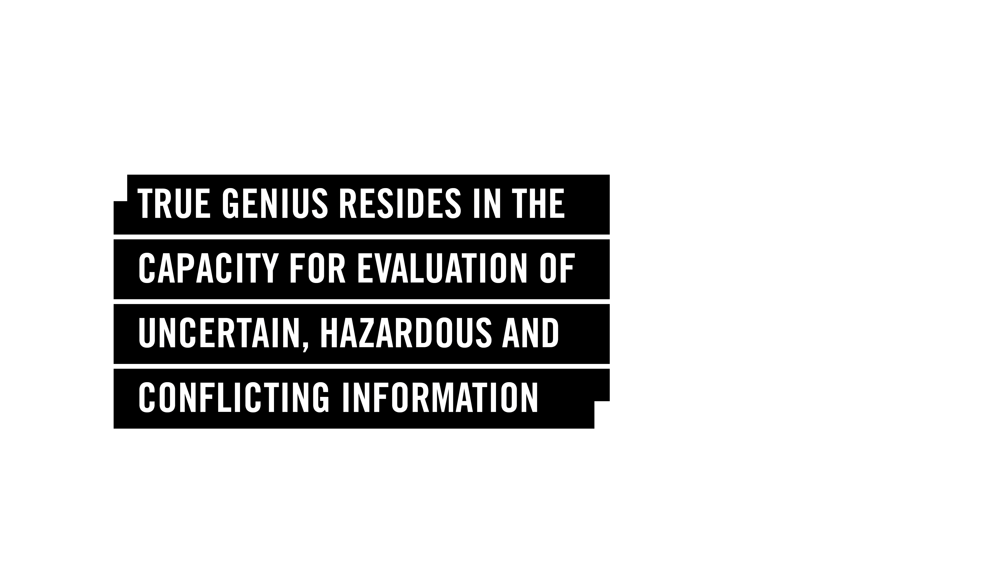 TRUE GENIUS RESIDES IN THE
CAPACITY FOR EVALUATION OF
UNCERTAIN, HAZARDOUS AND
CONFLICTING INFORMATION